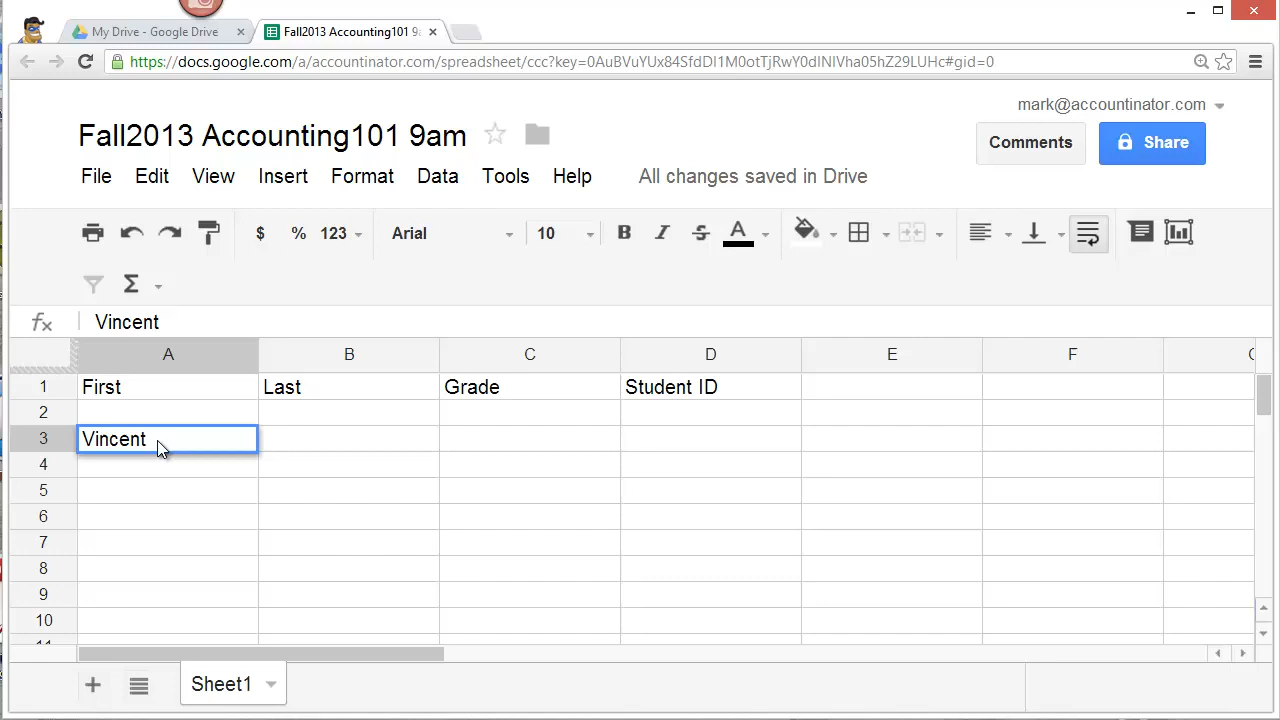 My Drive - Google Drive
Fall2013 Accounting101 9a
https://docs.google.com/a/accountinator.com/spreadsheet/ccc?key=0AuBVuYUx84SfdDI1M0otTjRwY0dINIVha05hZ29LUHc#gid=0
mark@accountinator.com
Fall2013 Accounting101 9am
Comments
Share
File Edit View Insert Format Data Tools Help All changes saved in Drive
$ % 123 Arial 10 B I S A
Σ
fx Vincent
A B C D E F
1 First Last Grade Student ID
2
3 Vincent
4
5
6
7
8
9
10
Sheet1